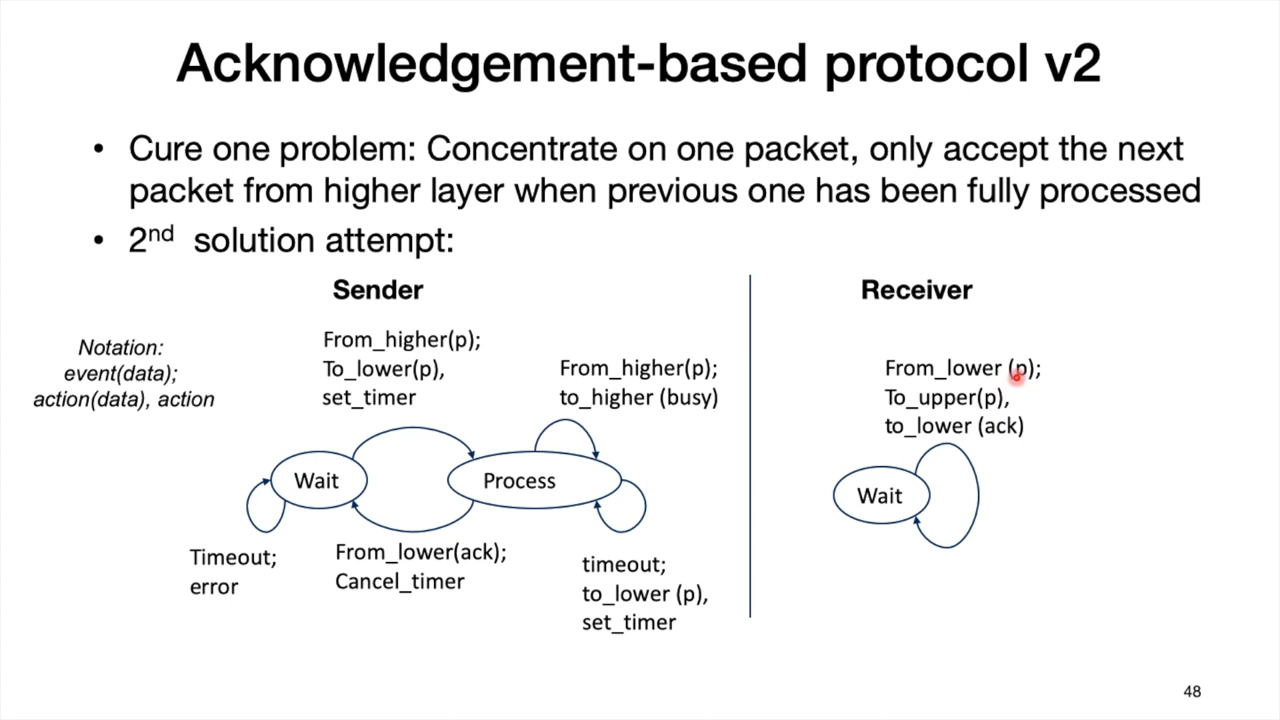 Acknowledgement-based protocol v2
• Cure one problem: Concentrate on one packet, only accept the next
packet from higher layer when previous one has been fully processed
• 2nd solution attempt:
Sender
Receiver
Notation:
event(data);
action(data), action
From_higher(p);
To_lower(p),
set_timer
From_higher(p);
to_higher (busy)
From_lower (p);
To_upper(p),
to_lower (ack)
Wait
Process
Wait
Timeout;
error
From_lower(ack);
Cancel_timer
timeout;
to_lower (p),
set_timer
48